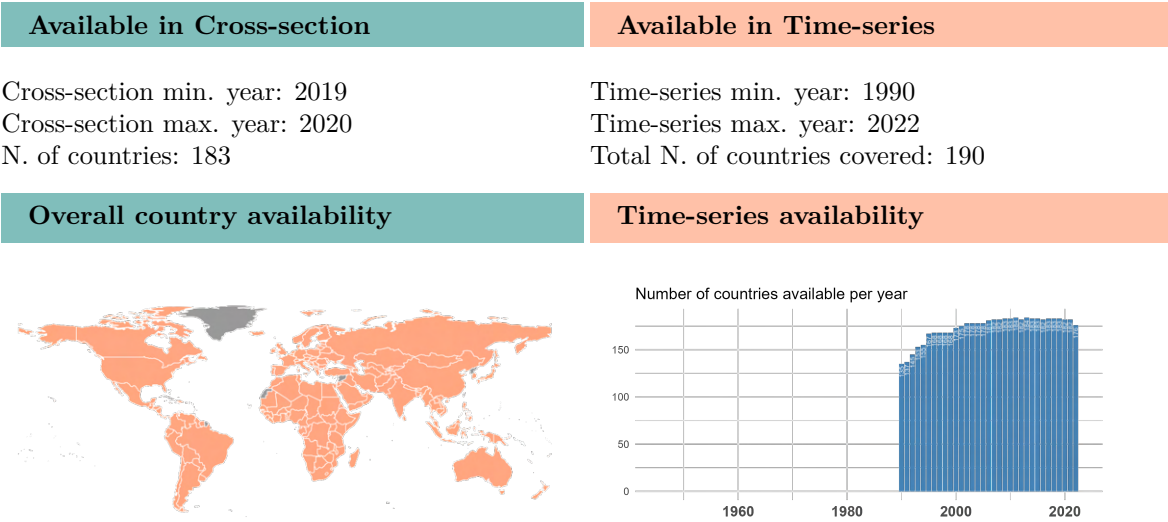 Available in Cross-section
Available in Time-series
Cross-section min. year: 2019
Cross-section max. year: 2020
N. of countries: 183
Time-series min. year: 1990
Time-series max. year: 2022
Total N. of countries covered: 190
Overall country availability
Time-series availability
Number of countries available per year
150
100
50
0
1960
1980
2000
2020